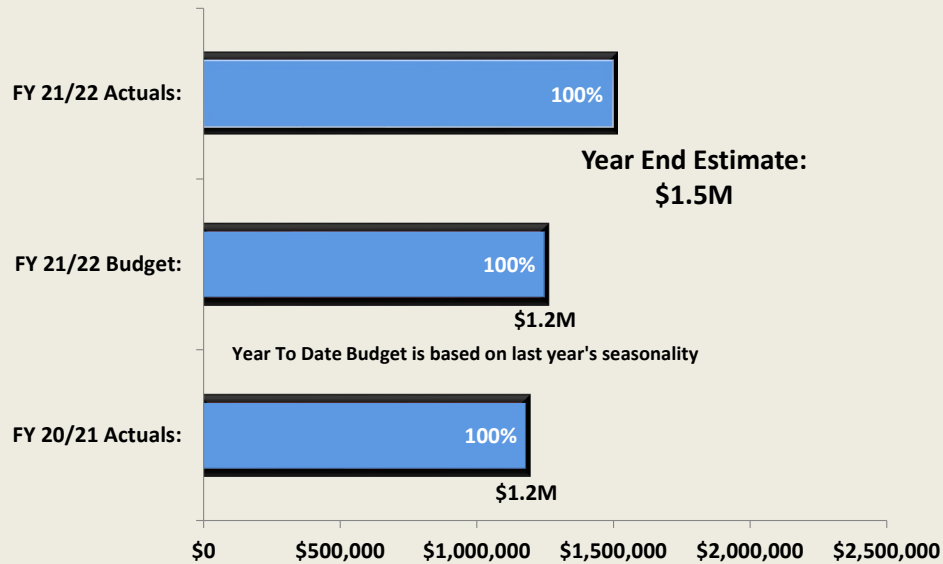 FY 21/22 Actuals:
100%
Year End Estimate:
$1.5M
FY 21/22 Budget:
100%
$1.2M
Year To Date Budget is based on last year's seasonality
FY 20/21 Actuals:
100%
$1.2M
$0 $500,000 $1,000,000 $1,500,000 $2,000,000 $2,500,000